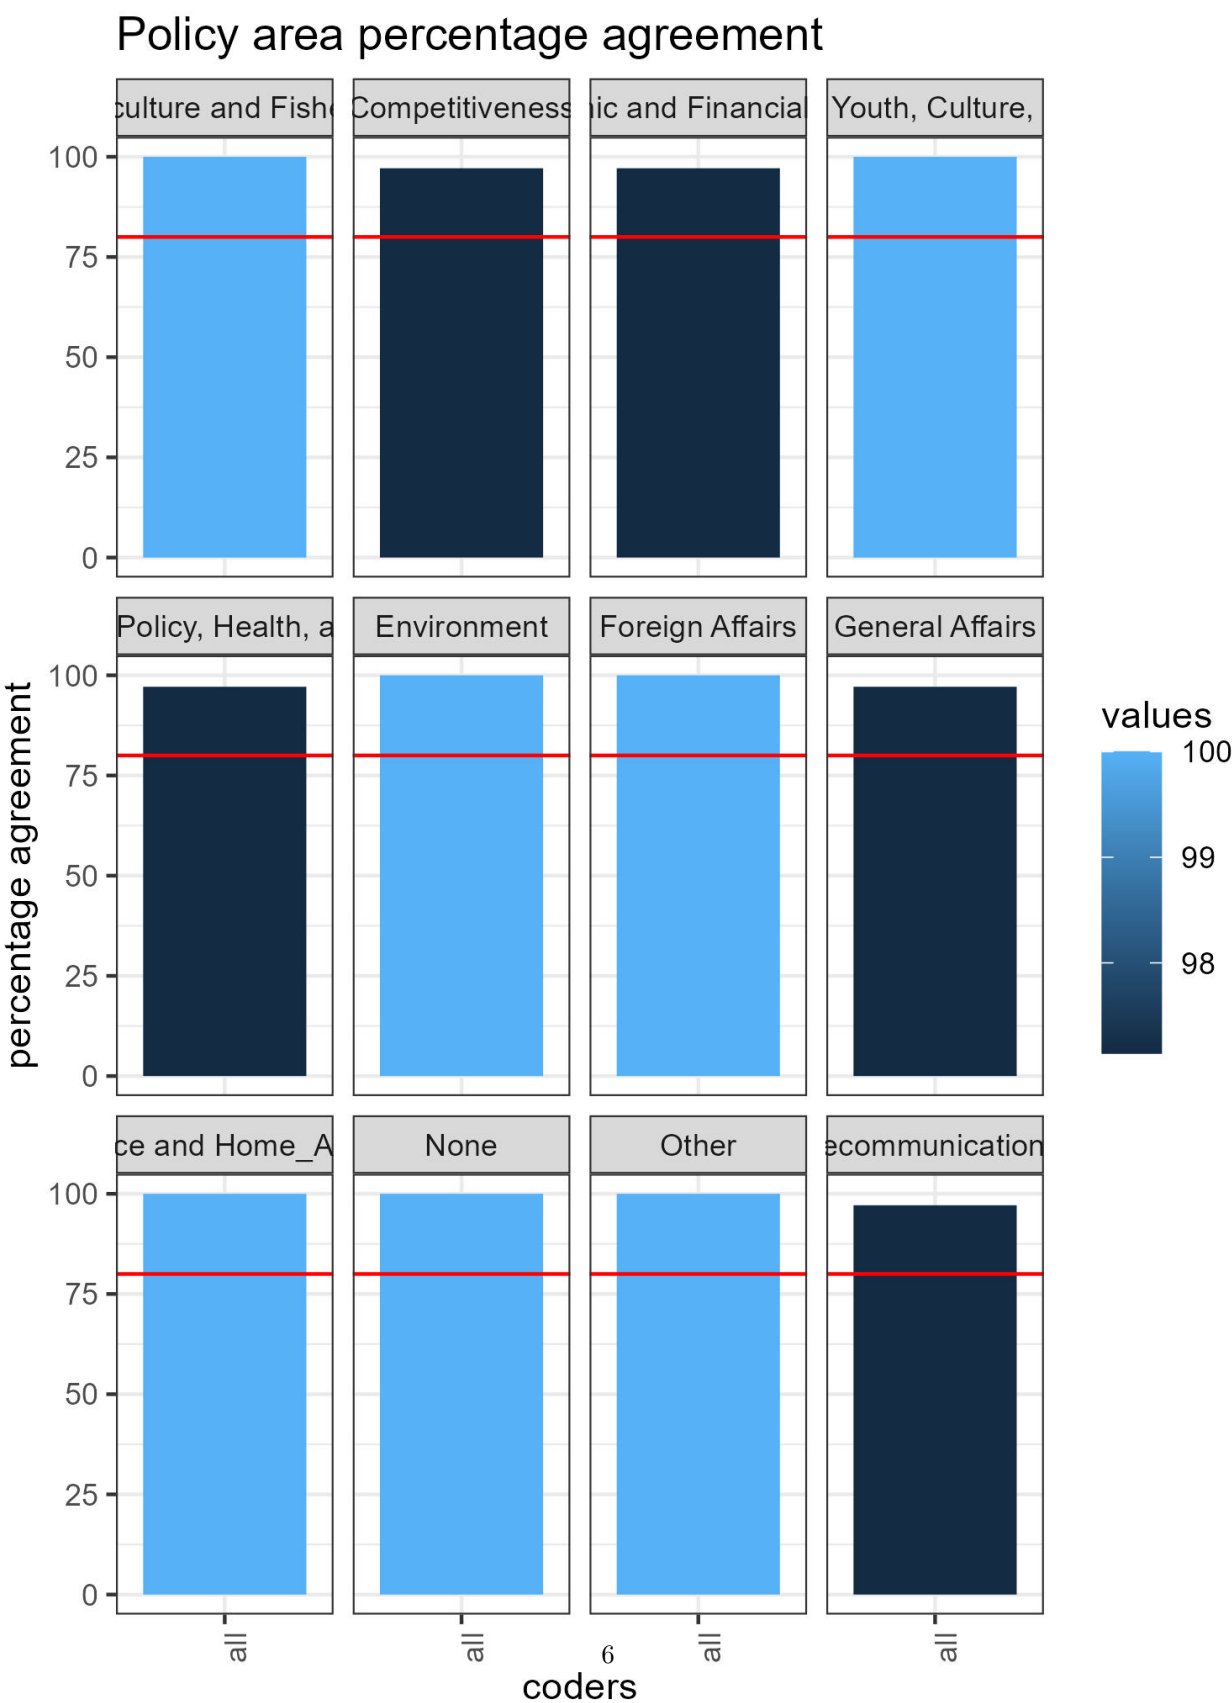 Policy area percentage agreement
culture and Fishe Competitiveness ic and Financial Youth, Culture,
100
75
50
25
0
Policy, Health, a Environment Foreign Affairs General Affairs
100
75
50
25
0
ce and Home_A None Other ecommunication
100
75
50
25
0
all all all all
6
coders
percentage agreement
values
100
99
98